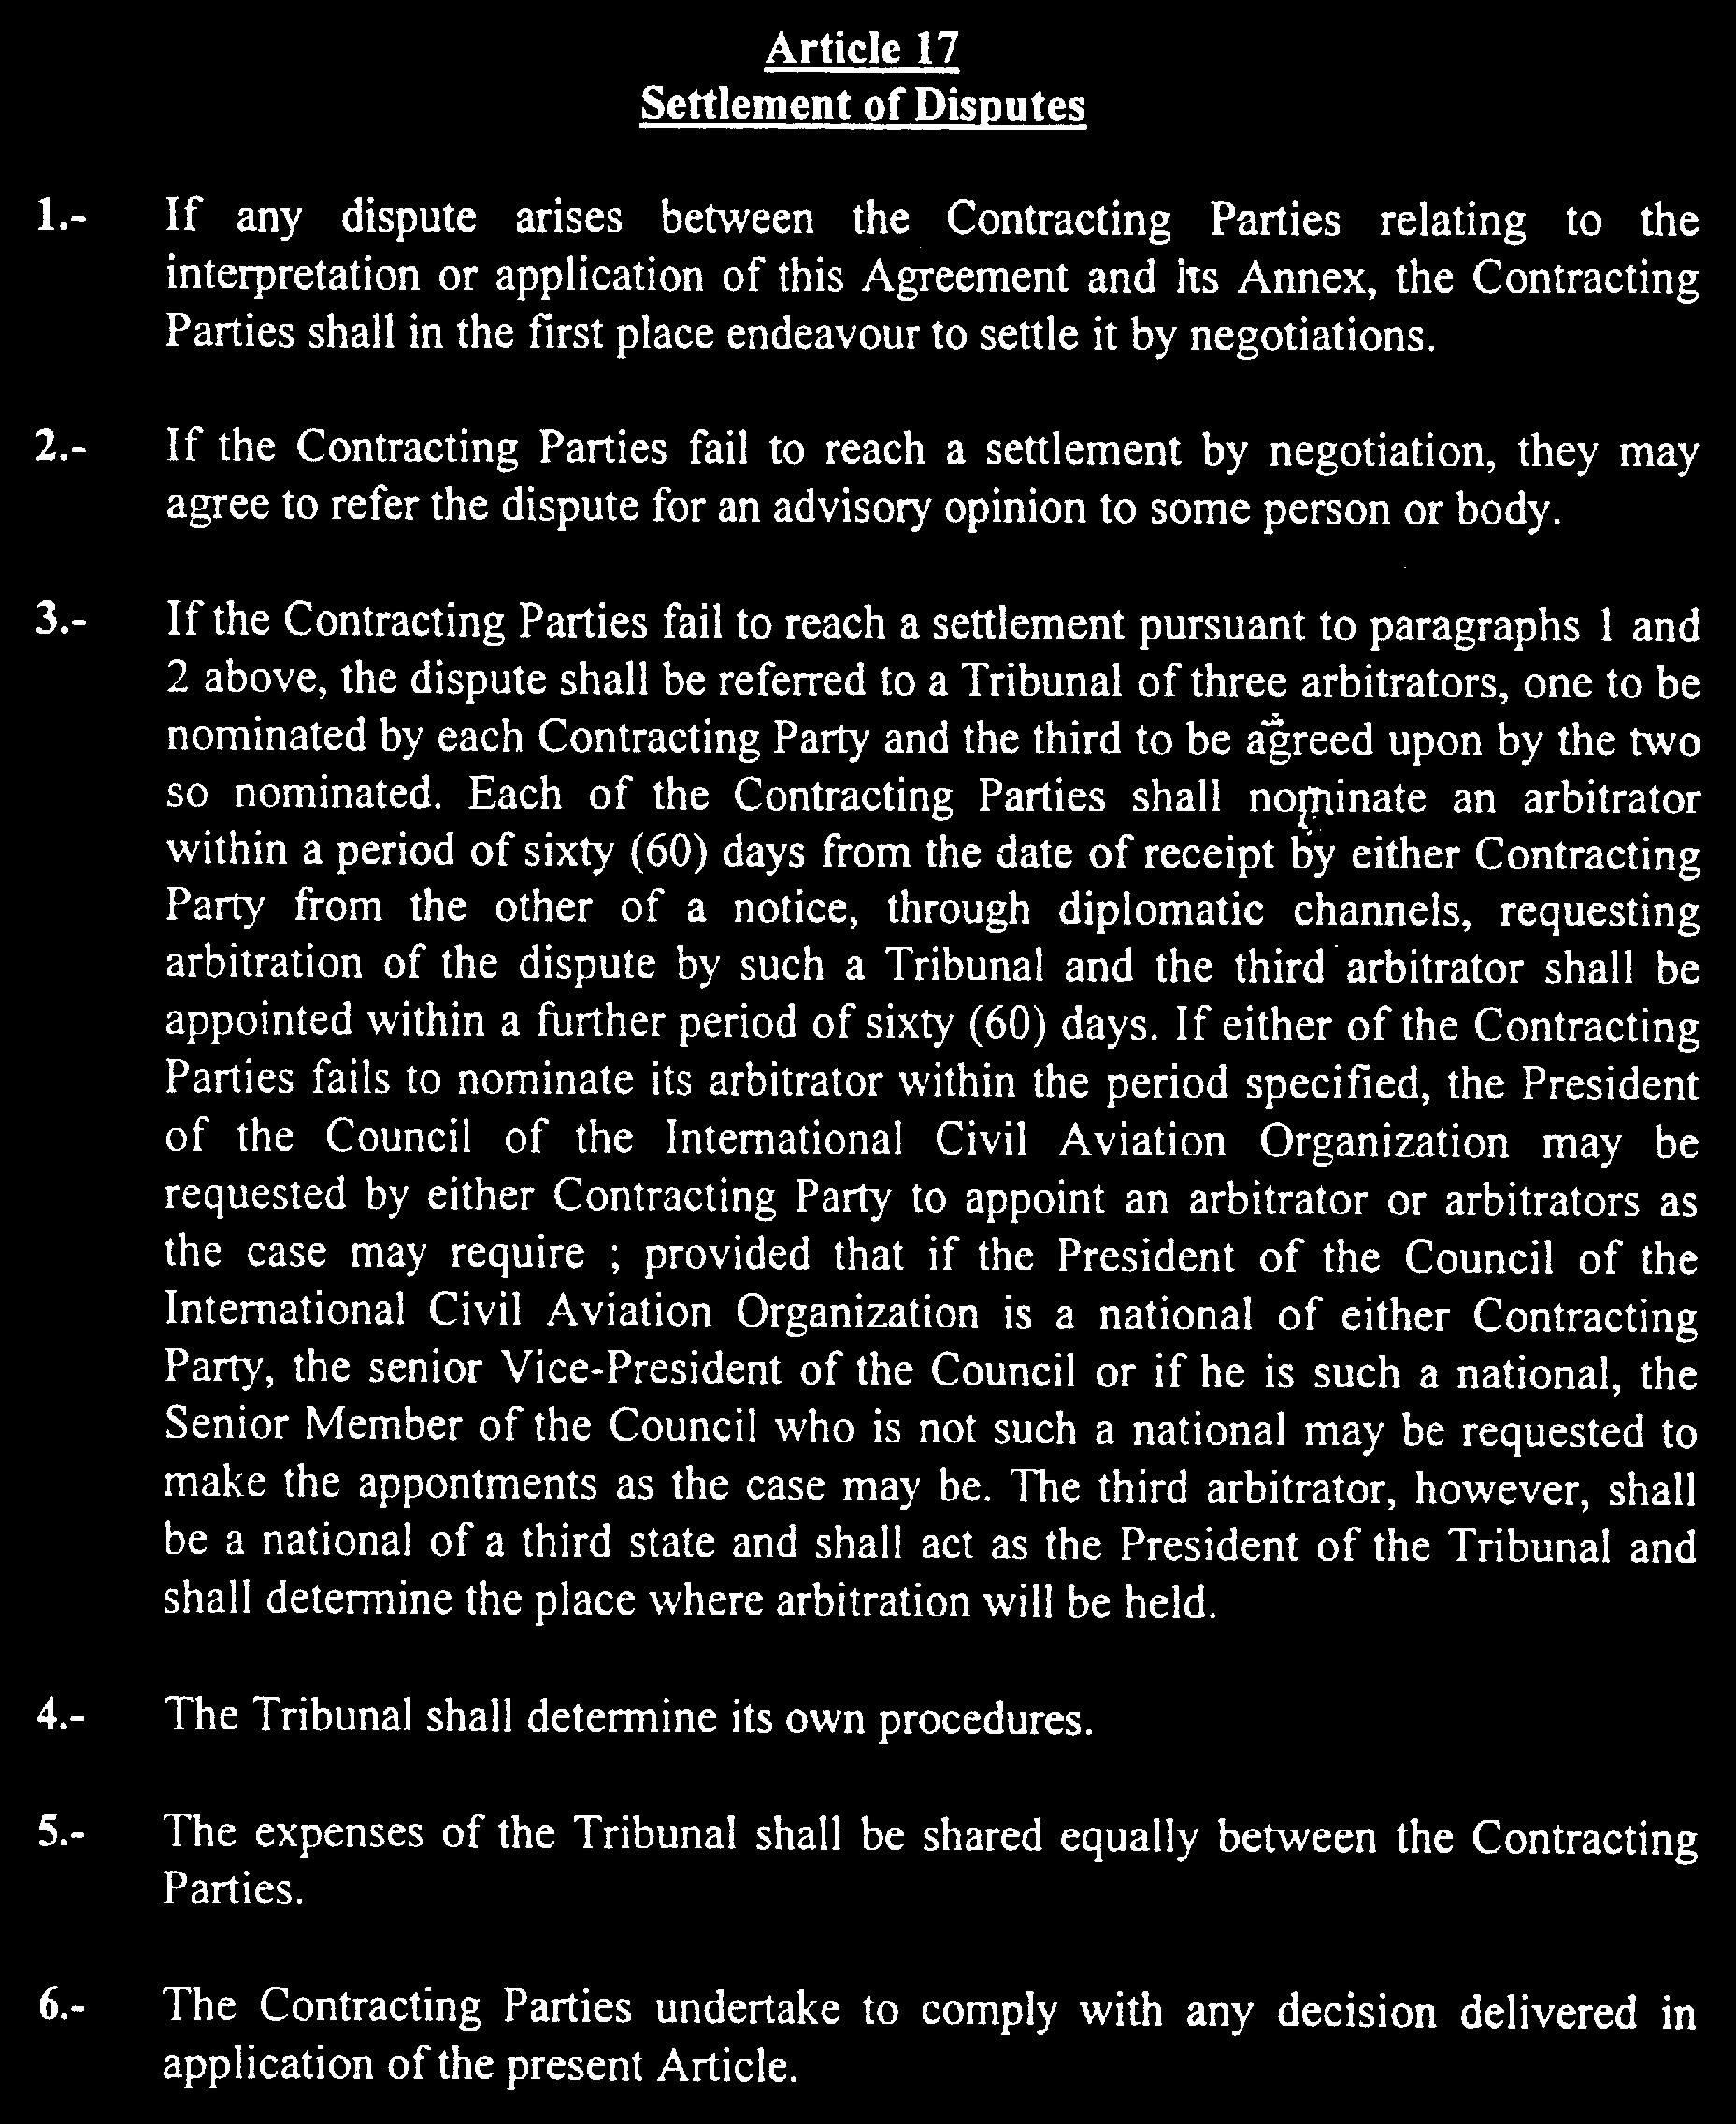 Article 17
Settlement of Disputes
1.- If any dispute arises between the Contracting Parties relating to the
interpretation or application of this Agreement and its Annex, the Contracting
Parties shall in the first place endeavour to settle it by negotiations.
2.- If the Contracting Parties fail to reach a settlement by negotiation, they may
agree to refer the dispute for an advisory opinion to some person or body.
3.- If the Contracting Parties fail to reach a settlement pursuant to paragraphs 1 and
2 above, the dispute shall be referred to a Tribunal of three arbitrators, one to be
nominated by each Contracting Party and the third to be agreed upon by the two
so nominated. Each of the Contracting Parties shall nominate an arbitrator
within a period of sixty (60) days from the date of receipt by either Contracting
Party from the other of a notice, through diplomatic channels, requesting
arbitration of the dispute by such a Tribunal and the third arbitrator shall be
appointed within a further period of sixty (60) days. If either of the Contracting
Parties fails to nominate its arbitrator within the period specified, the President
of the Council of the International Civil Aviation Organization may be
requested by either Contracting Party to appoint an arbitrator or arbitrators as
the case may require ; provided that if the President of the Council of the
International Civil Aviation Organization is a national of either Contracting
Party, the senior Vice-President of the Council or if he is such a national, the
Senior Member of the Council who is not such a national may be requested to
make the appontments as the case may be. The third arbitrator, however, shall
be a national of a third state and shall act as the President of the Tribunal and
shall determine the place where arbitration will be held.
4.- The Tribunal shall determine its own procedures.
5.- The expenses of the Tribunal shall be shared equally between the Contracting
Parties.
6.- The Contracting Parties undertake to comply with any decision delivered in
application of the present Article.